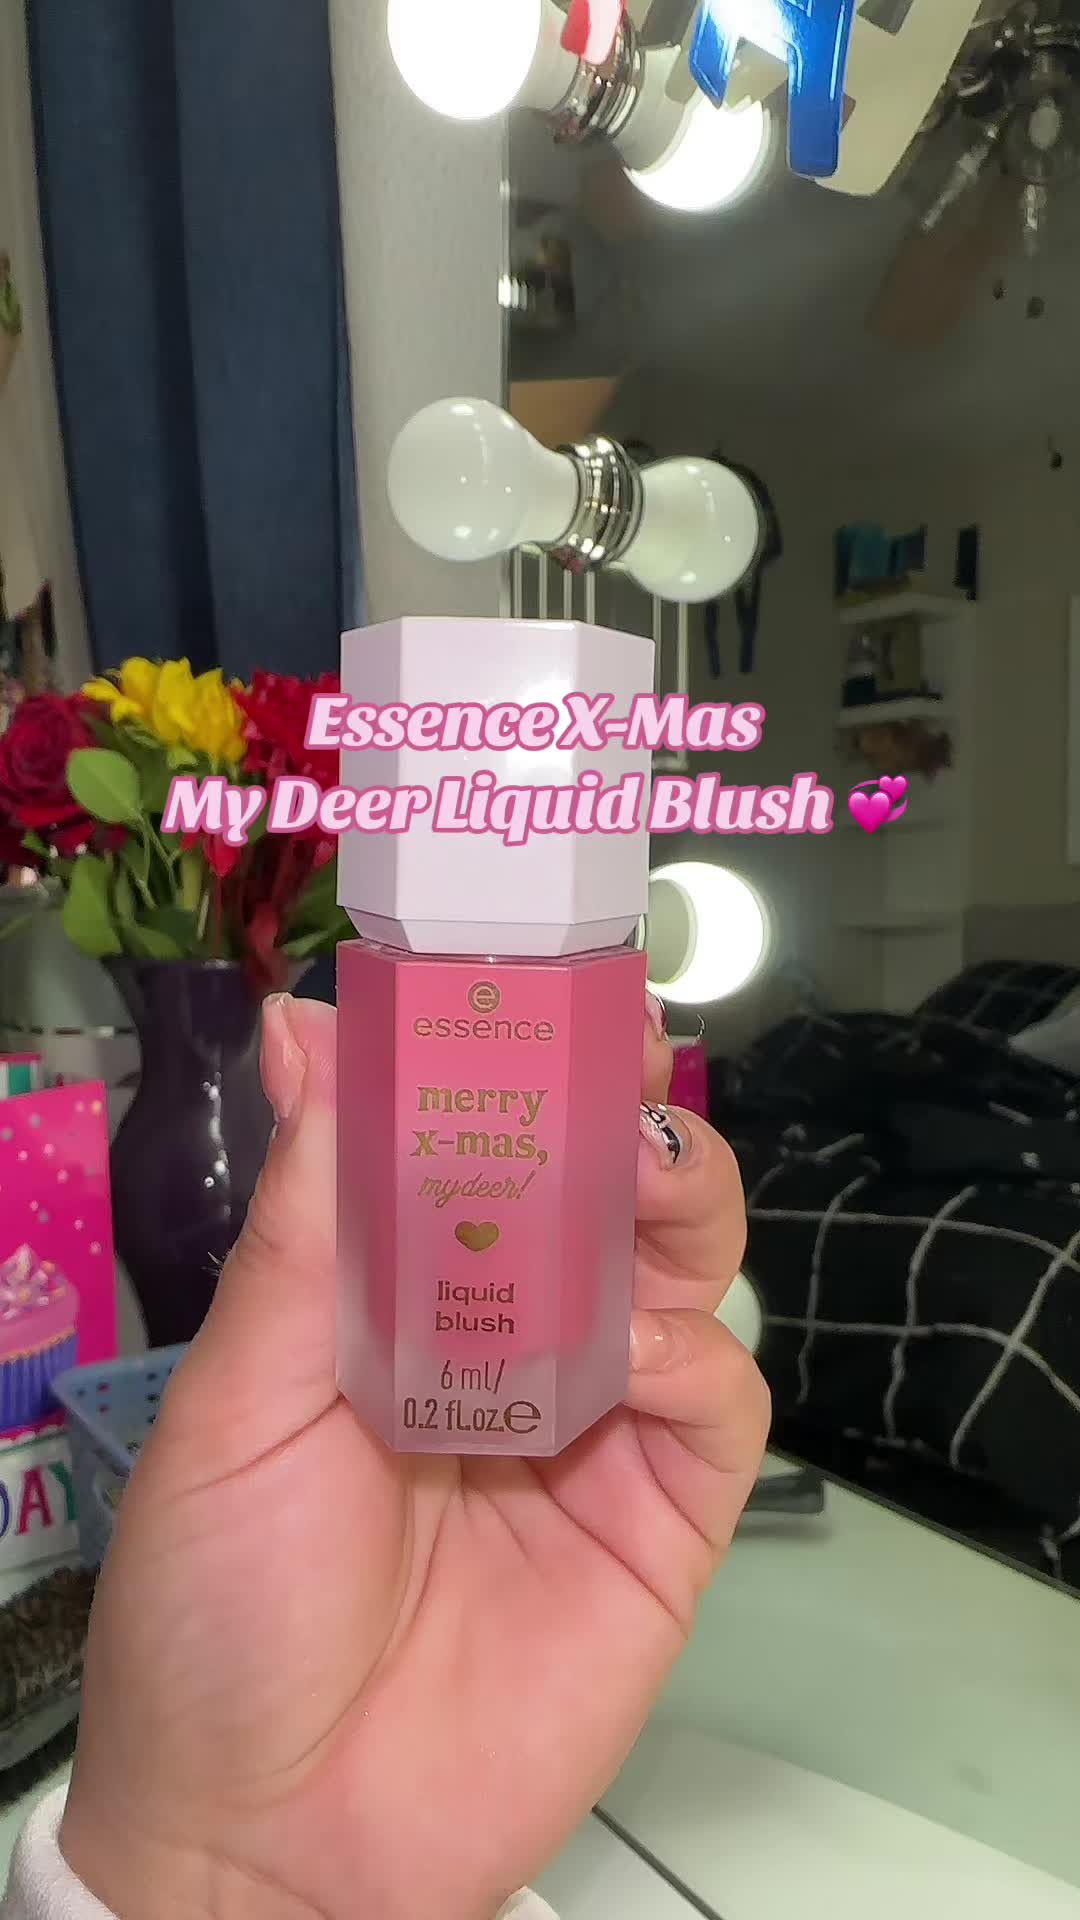 Essence X-Mas
My Deer Liquid Blush 💞
e
essence
merry
x-mas,
my deer!
liquid
blush
6 ml/
0.2 fl.oz.e
DAY